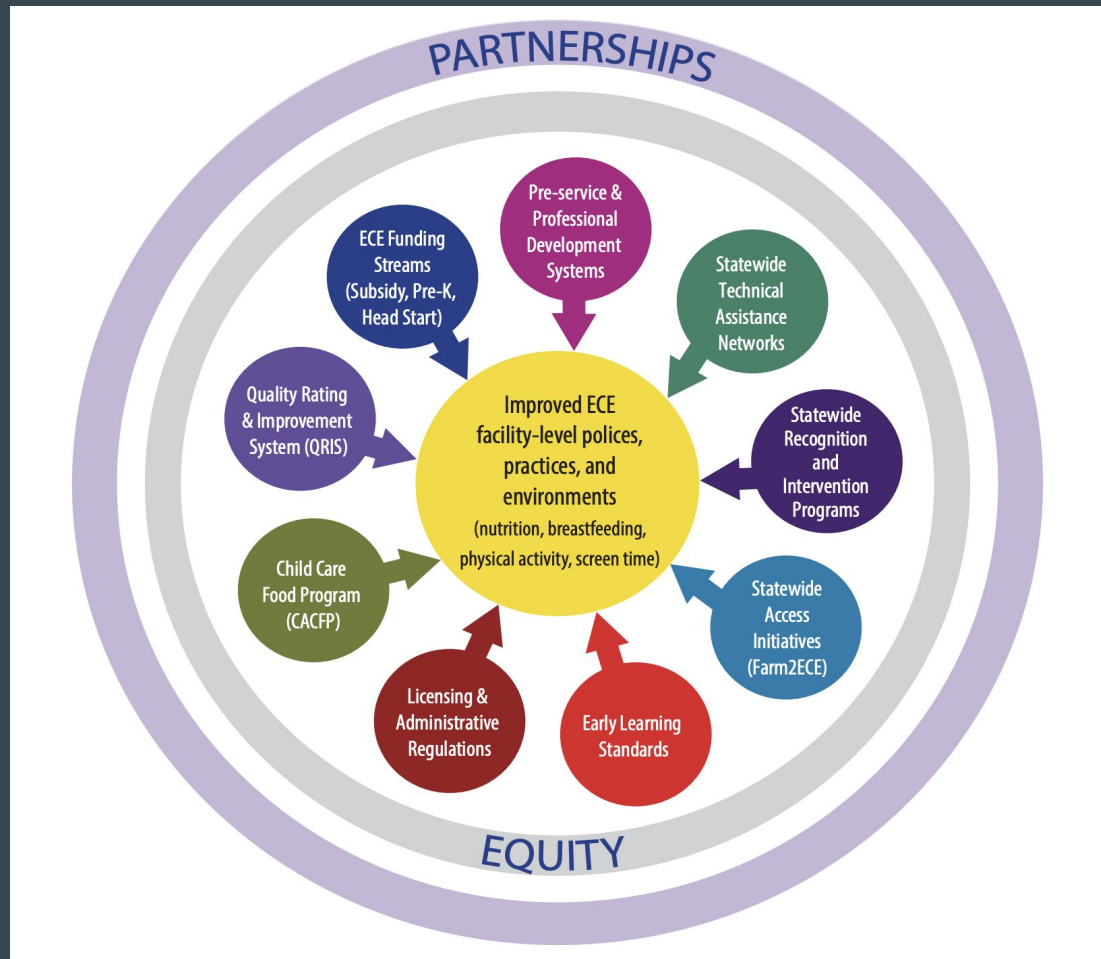 PARTNERSHIPS
Pre-service &
Professional
Development
Systems
Statewide
Technical
Assistance
Networks
Statewide
Recognition
and
Intervention
Programs
Statewide
Access
Initiatives
(Farm2ECE)
Early Learning
Standards
Licensing &
Administrative
Regulations
Child Care
Food Program
(CACFP)
Quality Rating
& Improvement
System (QRIS)
ECE Funding
Streams
(Subsidy, Pre-K,
Head Start)
Improved ECE
facility-level polices,
practices, and
environments
(nutrition, breastfeeding,
physical activity, screen time)
EQUITY